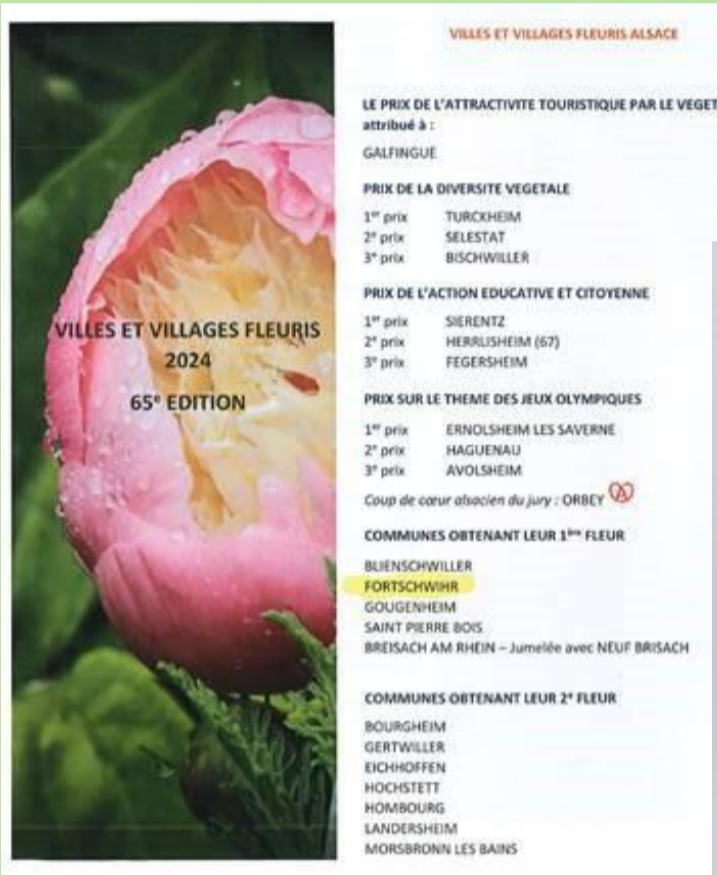 VILLES ET VILLAGES FLEURIS
2024
65e EDITION
VILLES ET VILLAGES FLEURIS ALSACE
LE PRIX DE L'ATTRACTIVITE TOURISTIQUE PAR LE VEGET
attribué à :
GALFINGUE
PRIX DE LA DIVERSITE VEGETALE
1er prix TURCKHEIM
2e prix SELESTAT
3e prix BISCHWILLER
PRIX DE L'ACTION EDUCATIVE ET CITOYENNE
1er prix SIERENTZ
2e prix HERRLISHEIM (67)
3e prix FEGERSHEIM
PRIX SUR LE THEME DES JEUX OLYMPIQUES
1er prix ERNOLSHEIM LES SAVERNE
2e prix HAGUENAU
3e prix AVOLSHEIM
Coup de cœur alsacien du jury : ORBEY
COMMUNES OBTENANT LEUR 1ère FLEUR
BLIENSCHWILLER
FORTSCHWIHR
GOUGENHEIM
SAINT PIERRE BOIS
BREISACH AM RHEIN – Jumelée avec NEUF BRISACH
COMMUNES OBTENANT LEUR 2e FLEUR
BOURGHEIM
GERTWILLER
EICHHOFFEN
HOCHSTETT
HOMBOURG
LANDERSHEIM
MORSBRONN LES BAINS